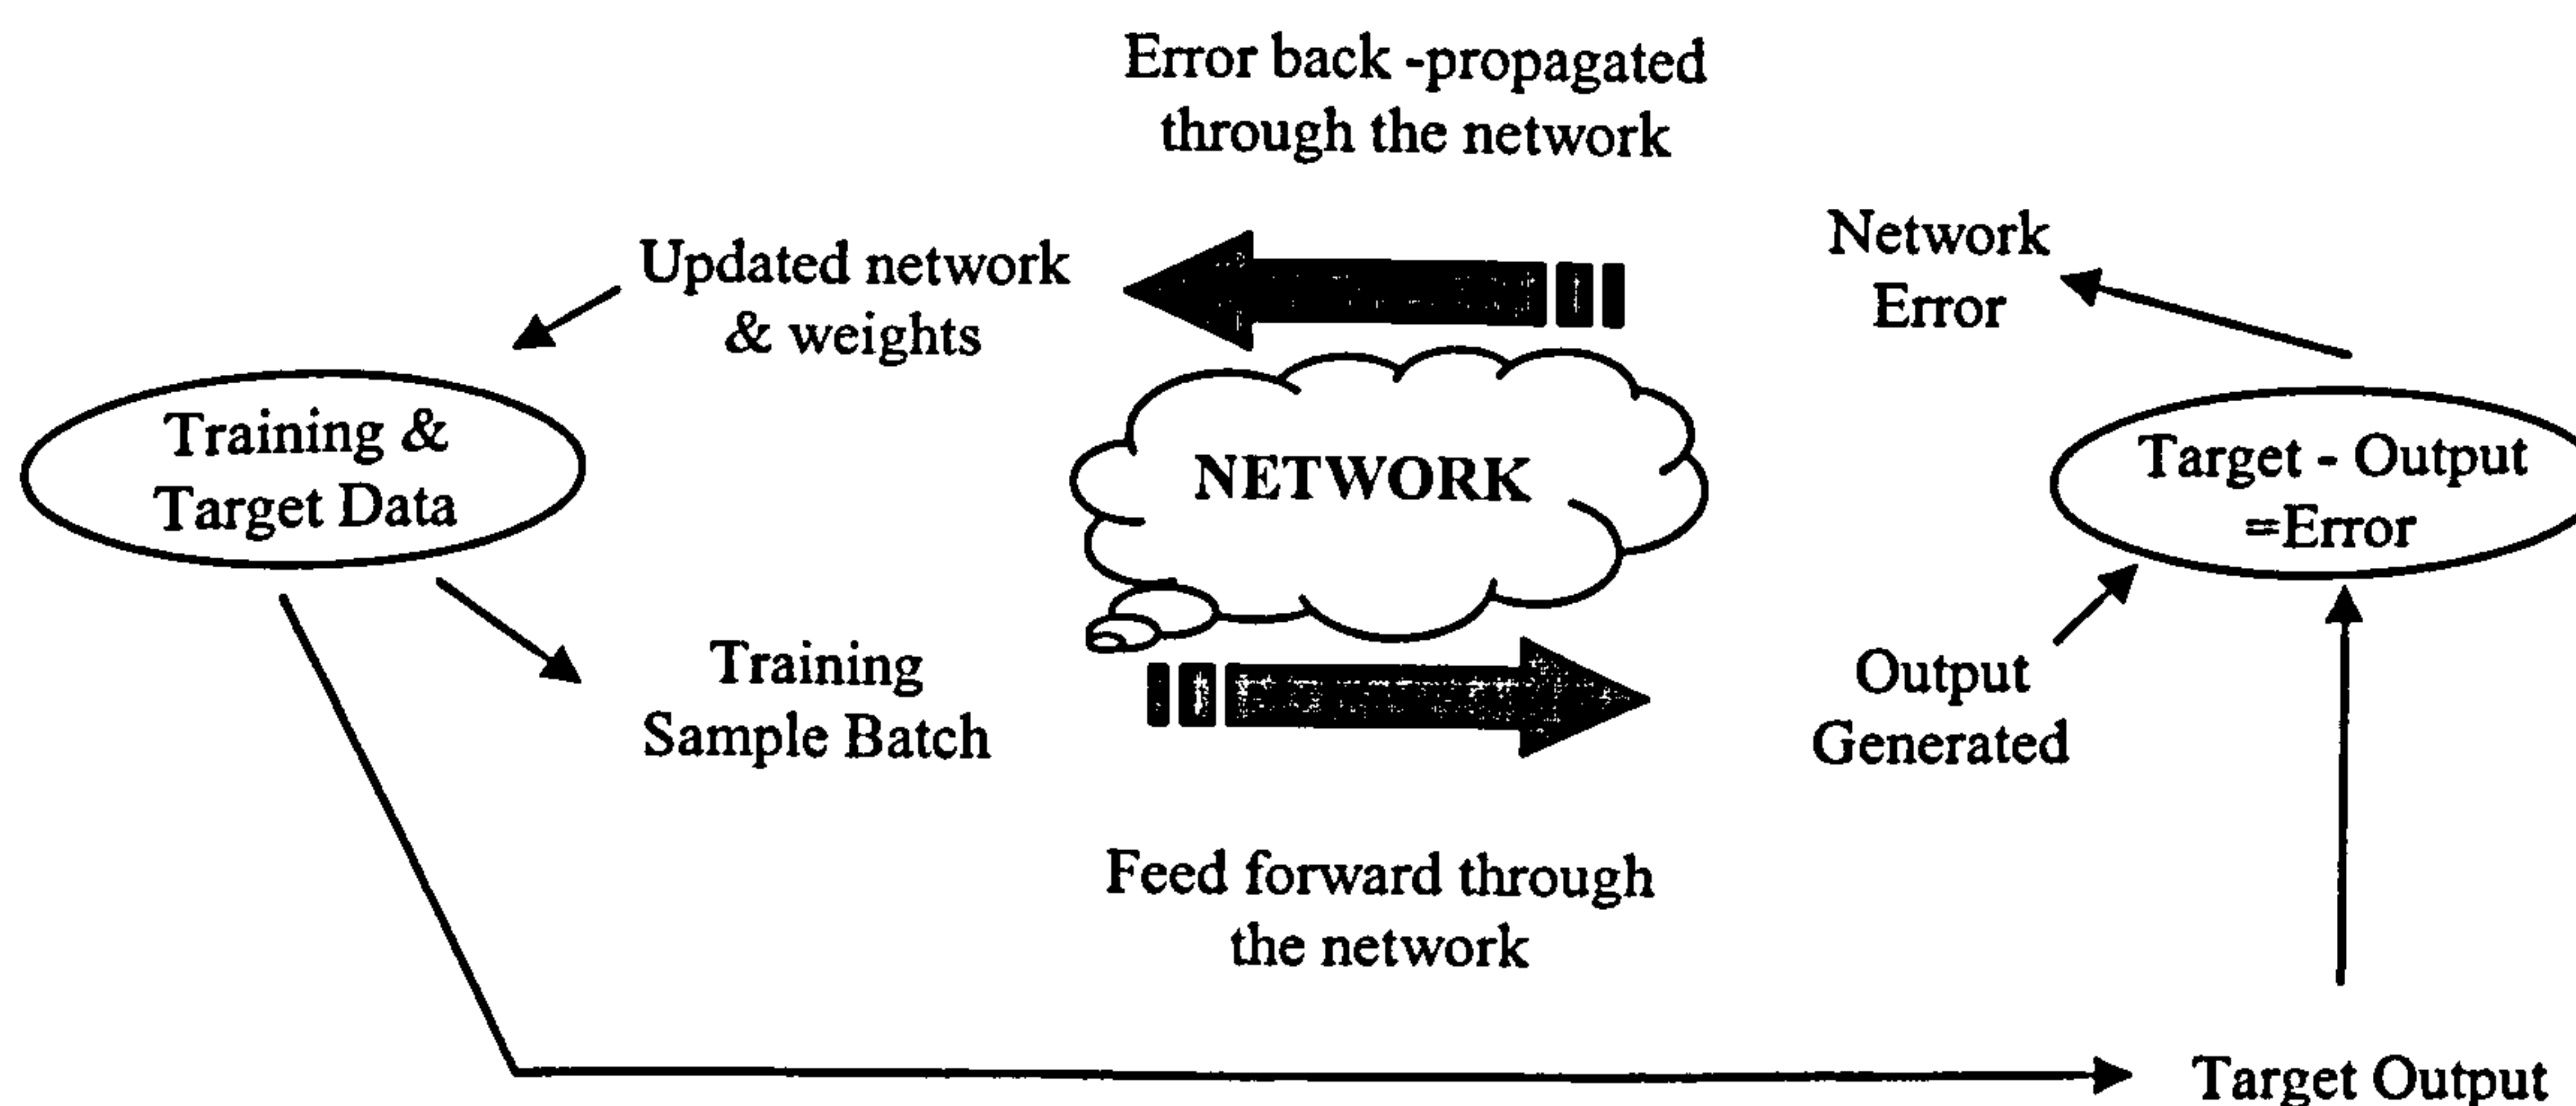 Error back -propagated
through the network
Updated network
& weights
Network
Error
Training &
Target Data
NETWORK
Target - Output
=Error
Training
Sample Batch
Output
Generated
Feed forward through
the network
Target Output